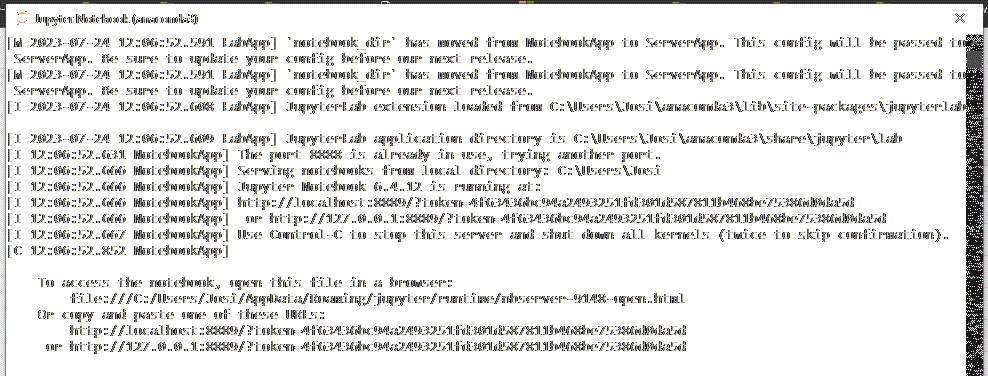 Jupyter Notebook (anaconda3)
[W 2023-07-24 12:06:52.591 LabApp] 'notebook_dir' has moved from NotebookApp to ServerApp. This config will be passed to
ServerApp. Be sure to update your config before our next release.
[W 2023-07-24 12:06:52.591 LabApp] 'notebook_dir' has moved from NotebookApp to ServerApp. This config will be passed to
ServerApp. Be sure to update your config before our next release.
[I 2023-07-24 12:06:52.608 LabApp] JupyterLab extension loaded from C:\Users\Josi\anaconda3\lib\site-packages\jupyterlab
[I 2023-07-24 12:06:52.609 LabApp] JupyterLab application directory is C:\Users\Josi\anaconda3\share\jupyter\lab
[I 12:06:52.631 NotebookApp] The port 8888 is already in use, trying another port.
[I 12:06:52.666 NotebookApp] Serving notebooks from local directory: C:\Users\Josi
[I 12:06:52.666 NotebookApp] Jupyter Notebook 6.4.12 is running at:
[I 12:06:52.666 NotebookApp] http://localhost:8889/?token=4f63436bc94a2493251fd301d587811b468be75386d0da5d
[I 12:06:52.666 NotebookApp]  or http://127.0.0.1:8889/?token=4f63436bc94a2493251fd301d587811b468be75386d0da5d
[I 12:06:52.667 NotebookApp] Use Control-C to stop this server and shut down all kernels (twice to skip confirmation).
[C 12:06:52.852 NotebookApp]
To access the notebook, open this file in a browser:
file:///C:/Users/Josi/AppData/Roaming/jupyter/runtime/nbserver-9148-open.html
Or copy and paste one of these URLs:
http://localhost:8889/?token=4f63436bc94a2493251fd301d587811b468be75386d0da5d
or http://127.0.0.1:8889/?token=4f63436bc94a2493251fd301d587811b468be75386d0da5d